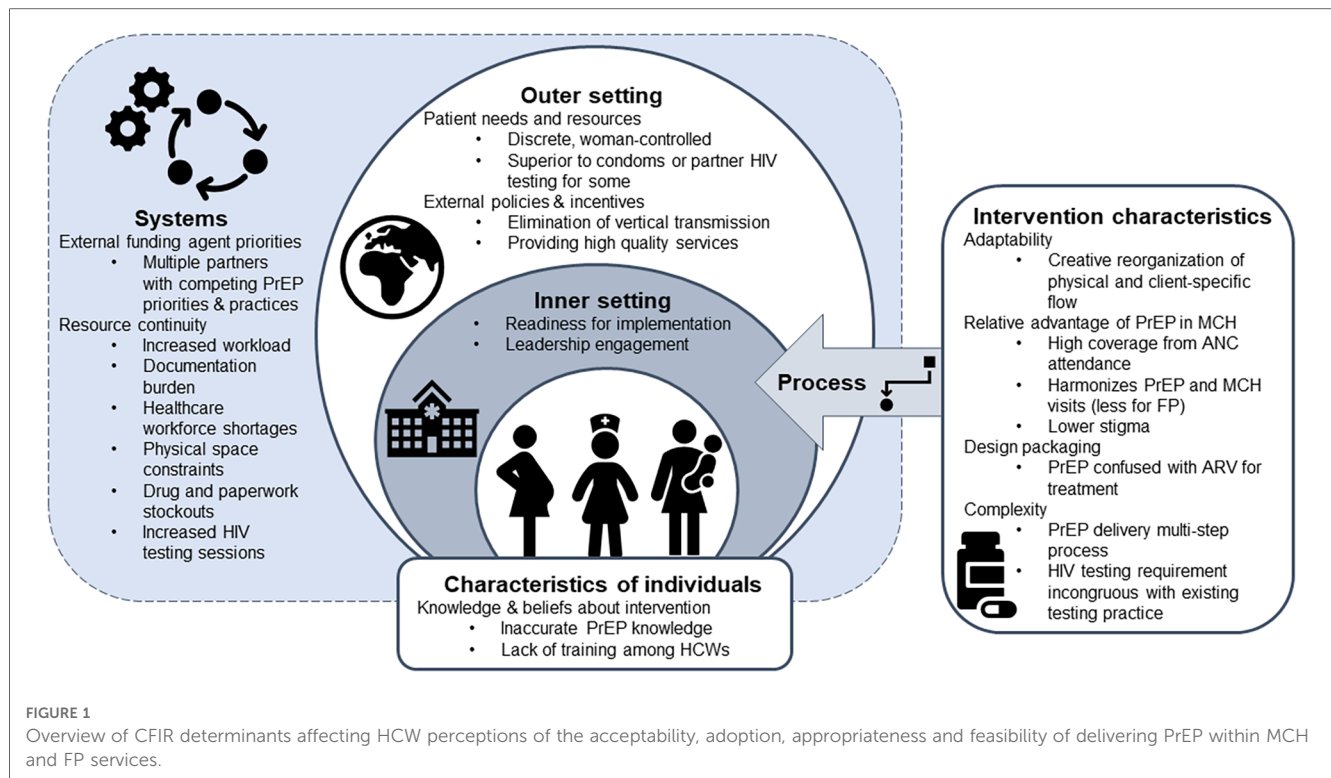 Systems
External funding agent priorities
• Multiple partners
with competing PrEP
priorities & practices
Resource continuity
• Increased workload
• Documentation
burden
• Healthcare
workforce shortages
• Physical space
constraints
• Drug and paperwork
stockouts
• Increased HIV
testing sessions
Outer setting
Patient needs and resources
• Discrete, woman-controlled
• Superior to condoms or partner HIV
testing for some
External policies & incentives
• Elimination of vertical transmission
• Providing high quality services
Inner setting
• Readiness for implementation
• Leadership engagement
Characteristics of individuals
Knowledge & beliefs about intervention
• Inaccurate PrEP knowledge
• Lack of training among HCWs
Process
Intervention characteristics
Adaptability
• Creative reorganization of
physical and client-specific
flow
Relative advantage of PrEP in MCH
• High coverage from ANC
attendance
• Harmonizes PrEP and MCH
visits (less for FP)
• Lower stigma
Design packaging
• PrEP confused with ARV for
treatment
Complexity
• PrEP delivery multi-step
process
• HIV testing requirement
incongruous with existing
testing practice
FIGURE 1
Overview of CFIR determinants affecting HCW perceptions of the acceptability, adoption, appropriateness and feasibility of delivering PrEP within MCH
and FP services.